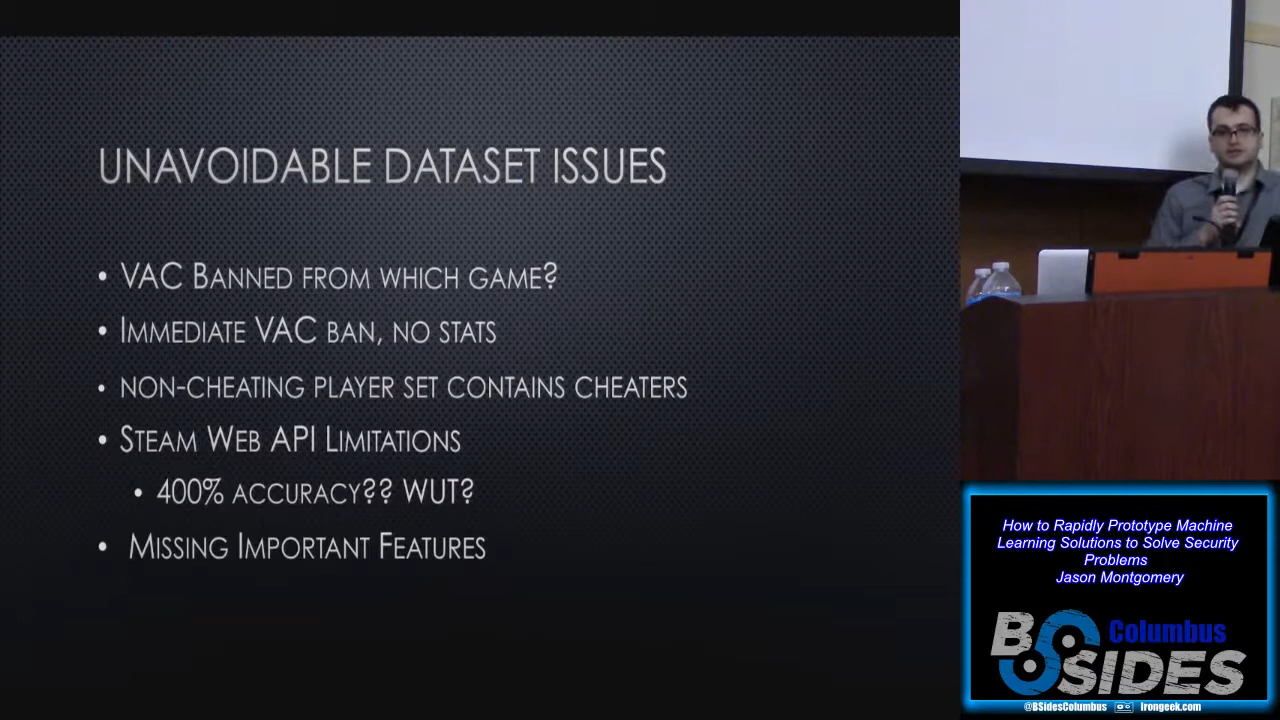 UNAVOIDABLE DATASET ISSUES
• VAC BANNED FROM WHICH GAME?
• IMMEDIATE VAC BAN, NO STATS
• NON-CHEATING PLAYER SET CONTAINS CHEATERS
• STEAM WEB API LIMITATIONS
• 400% ACCURACY?? WUT?
• MISSING IMPORTANT FEATURES
How to Rapidly Prototype Machine
Learning Solutions to Solve Security
Problems
Jason Montgomery
BSIDES Columbus
@BSidesColumbus Irongeek.com